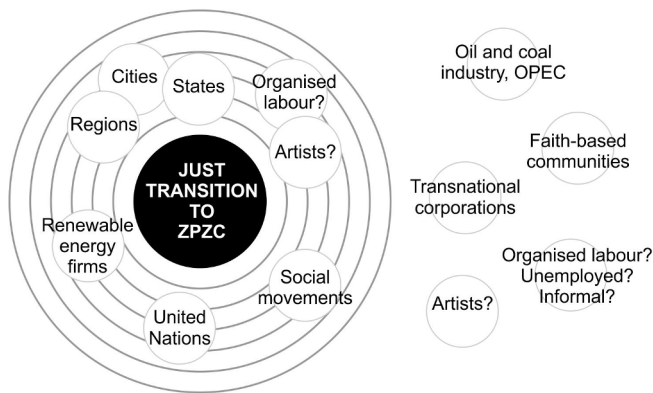 Cities
States
Organised
labour?
Regions
Artists?
JUST
TRANSITION
TO
ZPZC
Renewable
energy
firms
Social
movements
United
Nations
Oil and coal
industry, OPEC
Faith-based
communities
Transnational
corporations
Organised labour?
Unemployed?
Informal?
Artists?